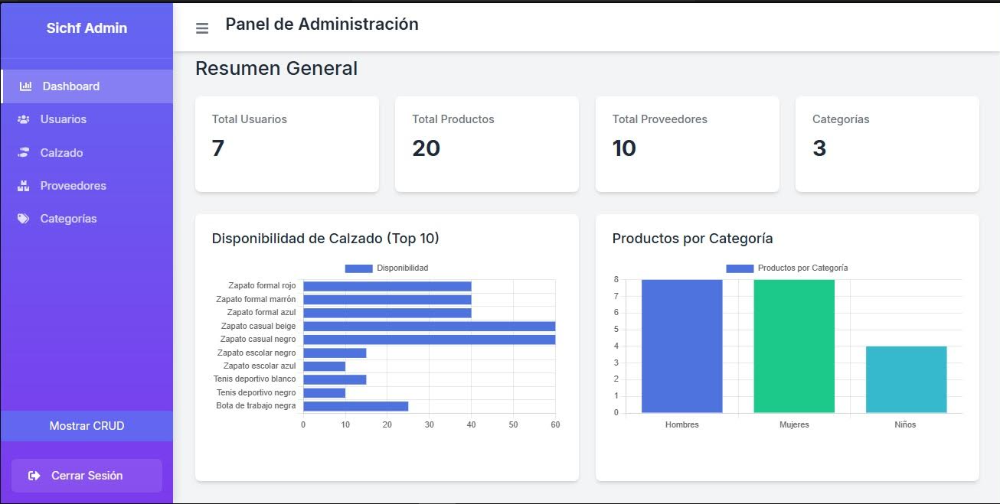 Sichf Admin
Dashboard
Usuarios
Calzado
Proveedores
Categorías
Mostrar CRUD
Cerrar Sesión
Panel de Administración
Resumen General
Total Usuarios
7
Total Productos
20
Total Proveedores
10
Categorías
3
Disponibilidad de Calzado (Top 10)
Disponibilidad
Zapato formal rojo
Zapato formal marrón
Zapato formal azul
Zapato casual beige
Zapato casual negro
Zapato escolar negro
Zapato escolar azul
Tenis deportivo blanco
Tenis deportivo negro
Bota de trabajo negra
0 10 20 30 40 50 60
Productos por Categoría
Productos por Categoría
8
7
6
5
4
3
2
1
0
Hombres Mujeres Niños